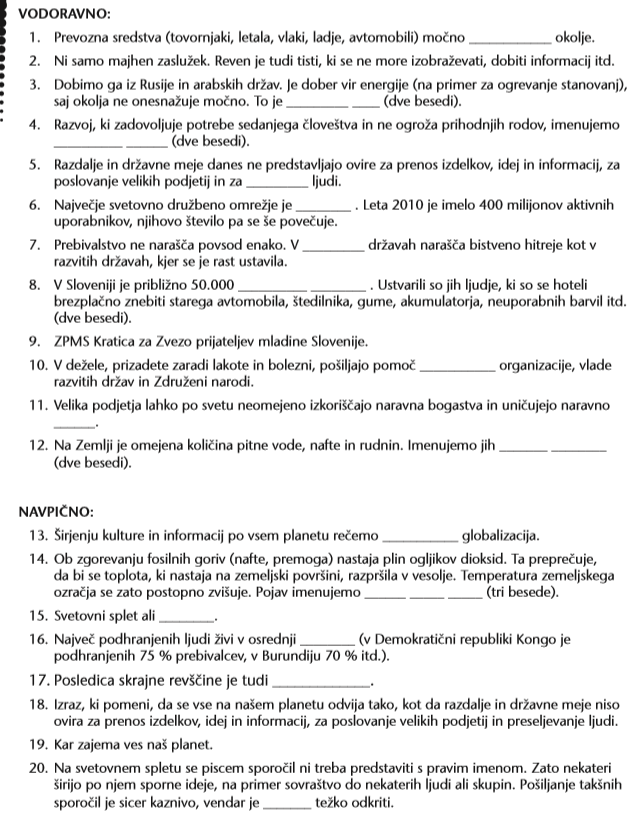 VODORAVNO:
1. Prevozna sredstva (tovornjaki, letala, vlaki, ladje, avtomobili) močno ____________ okolje.
2. Ni samo majhen zaslužek. Reven je tudi tisti, ki se ne more izobraževati, dobiti informacij itd.
3. Dobimo ga iz Rusije in arabskih držav. Je dober vir energije (na primer za ogrevanje stanovanj),
saj okolja ne onesnažuje močno. To je _________ ____ (dve besedi).
4. Razvoj, ki zadovoljuje potrebe sedanjega človeštva in ne ogroža prihodnjih rodov, imenujemo
__________ ______ (dve besedi).
5. Razdalje in državne meje danes ne predstavljajo ovire za prenos izdelkov, idej in informacij, za
poslovanje velikih podjetij in za _________ ljudi.
6. Največje svetovno družbeno omrežje je ________ . Leta 2010 je imelo 400 milijonov aktivnih
uporabnikov, njihovo število pa se še povečuje.
7. Prebivalstvo ne narašča povsod enako. V _________ državah narašča bistveno hitreje kot v
razvitih državah, kjer se je rast ustavila.
8. V Sloveniji je približno 50.000 __________ ________ . Ustvarili so jih ljudje, ki so se hoteli
brezplačno znebiti starega avtomobila, štedilnika, gume, akumulatorja, neuporabnih barvil itd.
(dve besedi).
9. ZPMS Kratica za Zvezo prijateljev mladine Slovenije.
10. V dežele, prizadete zaradi lakote in bolezni, pošiljajo pomoč ___________ organizacije, vlade
razvitih držav in Združeni narodi.
11. Velika podjetja lahko po svetu neomejeno izkoriščajo naravna bogastva in uničujejo naravno
______.
12. Na Zemlji je omejena količina pitne vode, nafte in rudnin. Imenujemo jih _______ ________
(dve besedi).
NAVPIČNO:
13. Širjenju kulture in informacij po vsem planetu rečemo ___________ globalizacija.
14. Ob zgorevanju fosilnih goriv (nafte, premoga) nastaja plin ogljikov dioksid. Ta preprečuje,
da bi se toplota, ki nastaja na zemeljski površini, razpršila v vesolje. Temperatura zemeljskega
ozračja se zato postopno zvišuje. Pojav imenujemo ______ _____ _____ (tri besede).
15. Svetovni splet ali ________.
16. Največ podhranjenih ljudi živi v osrednji ________ (v Demokratični republiki Kongo je
podhranjenih 75 % prebivalcev, v Burundiju 70 % itd.).
17. Posledica skrajne revščine je tudi ______________.
18. Izraz, ki pomeni, da se vse na našem planetu odvija tako, kot da razdalje in državne meje niso
ovira za prenos izdelkov, idej in informacij, za poslovanje velikih podjetij in preseljevanje ljudi.
19. Kar zajema ves naš planet.
20. Na svetovnem spletu se piscem sporočil ni treba predstaviti s pravim imenom. Zato nekateri
širijo po njem sporne ideje, na primer sovraštvo do nekaterih ljudi ali skupin. Pošiljanje takšnih
sporočil je sicer kaznivo, vendar je _______ težko odkriti.